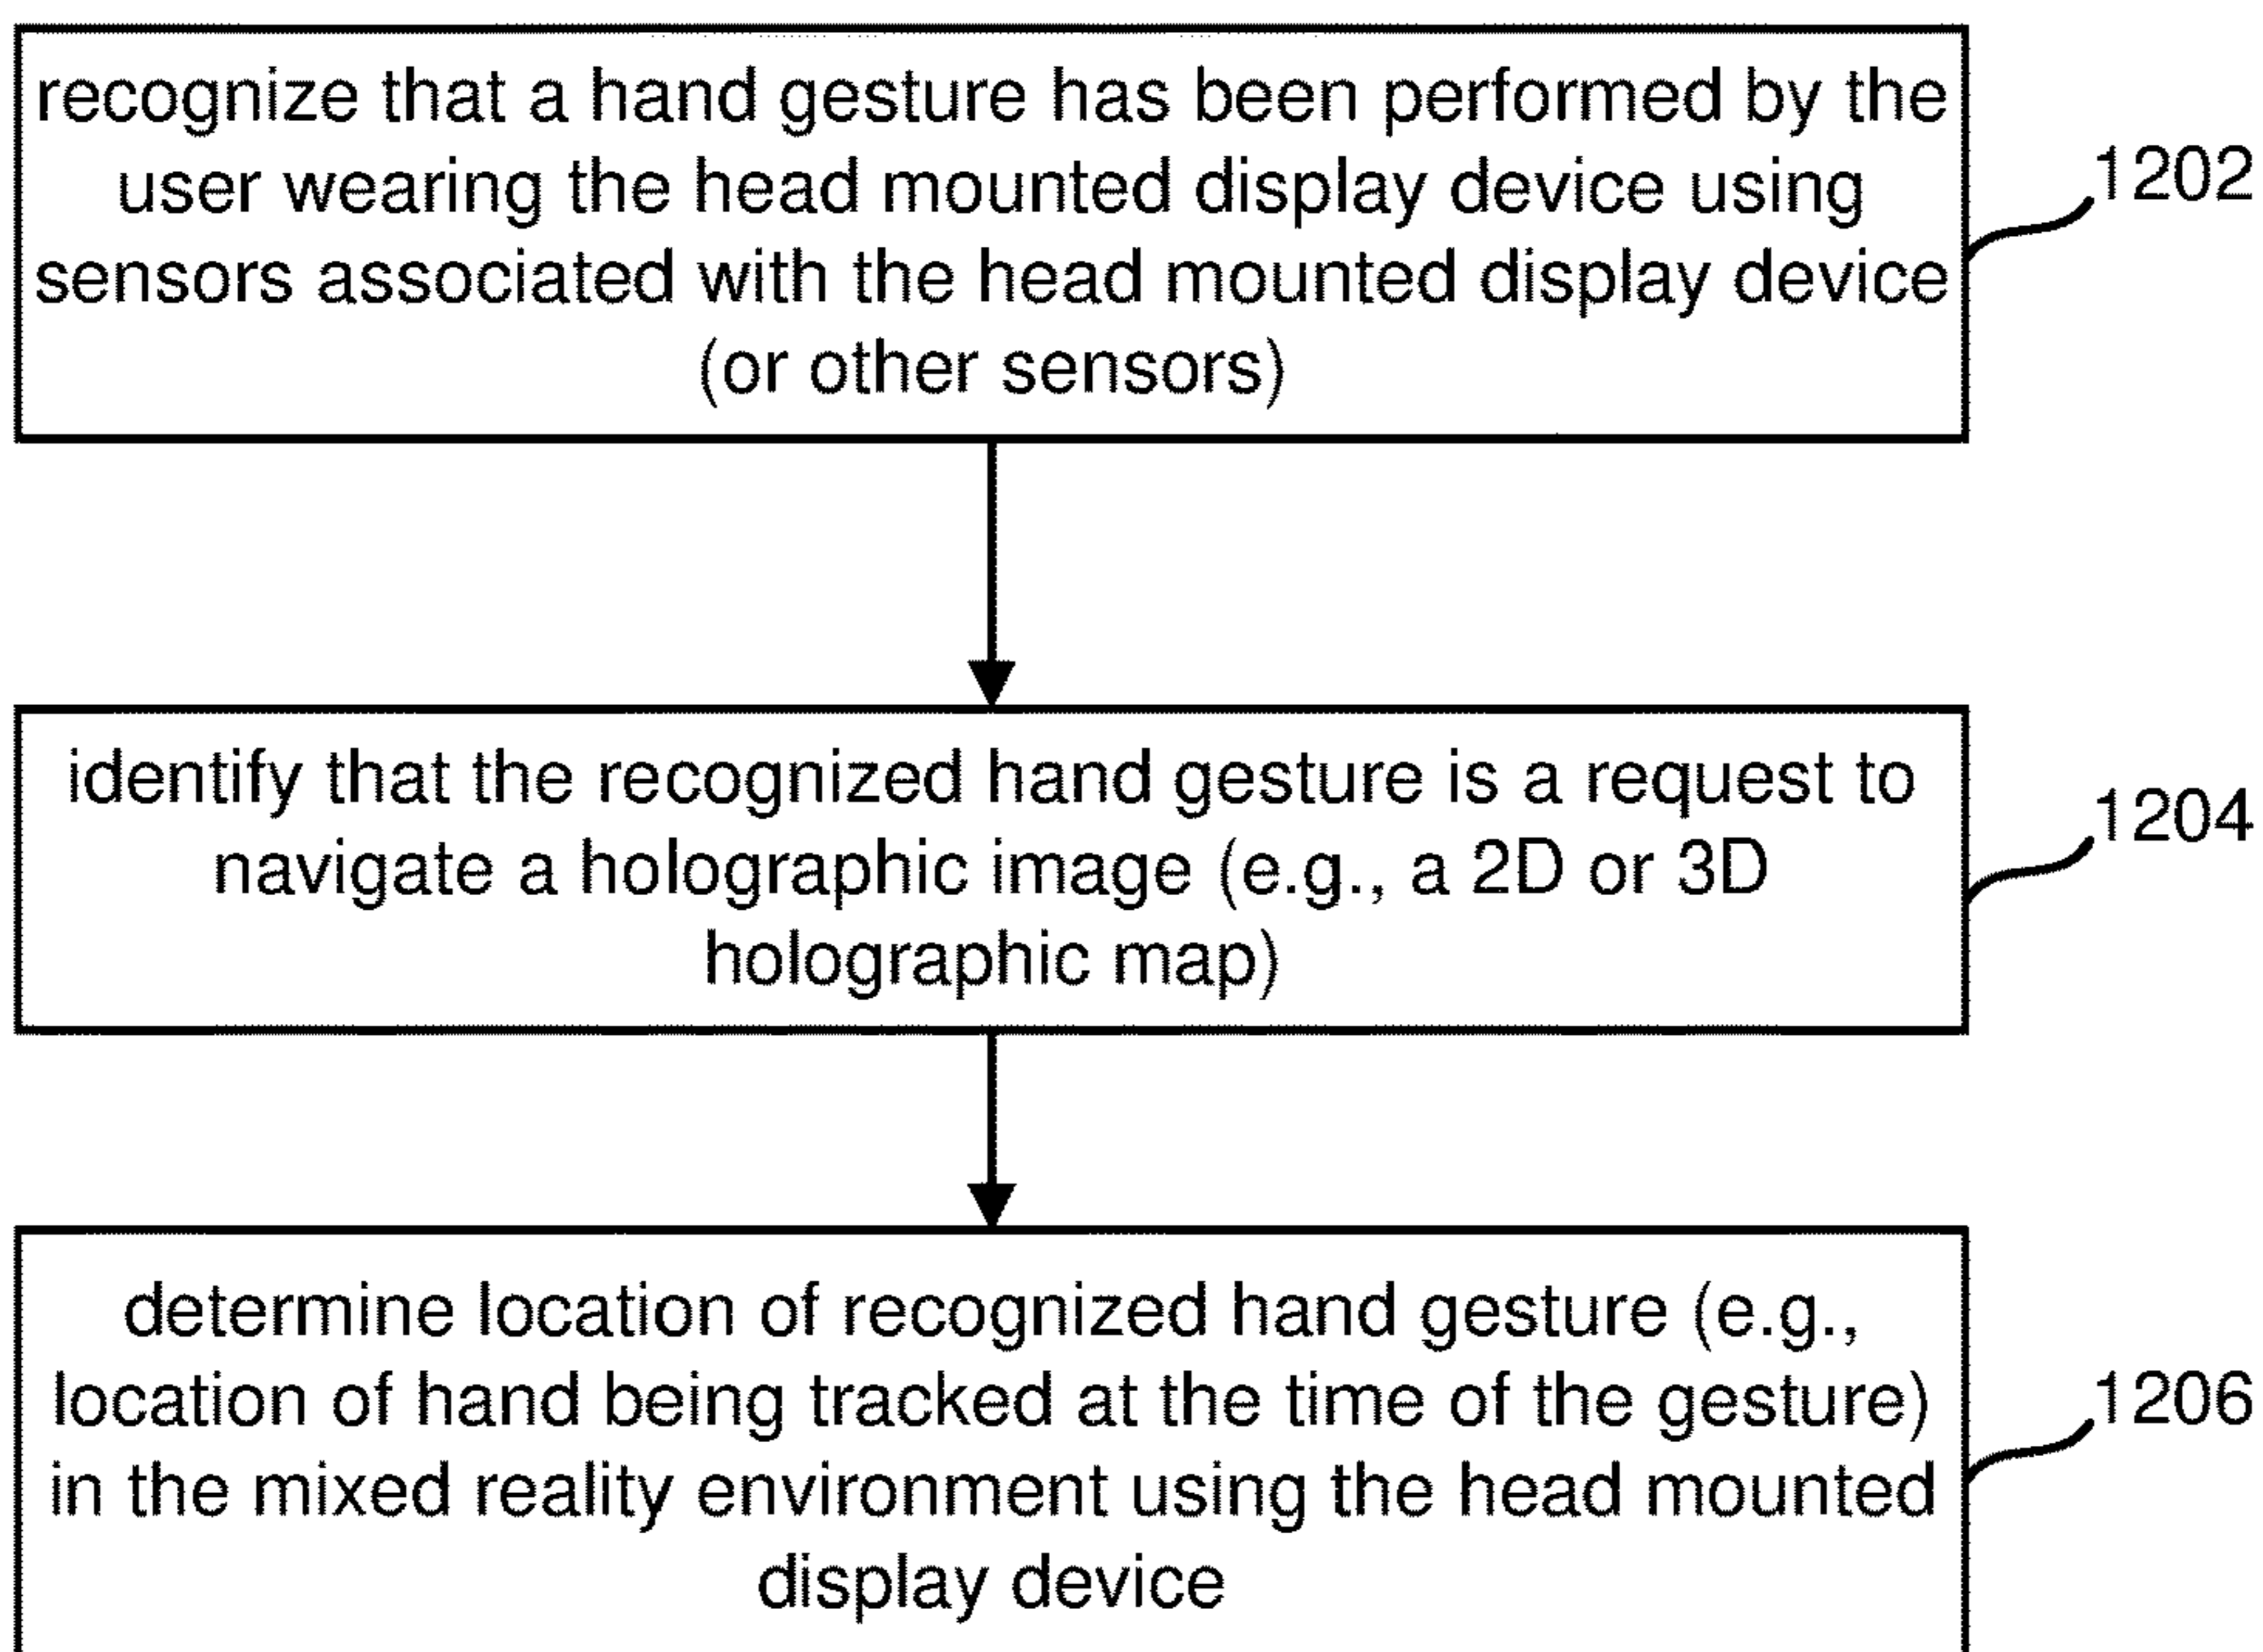 recognize that a hand gesture has been performed by the
user wearing the head mounted display device using
sensors associated with the head mounted display device
(or other sensors)
1202
identify that the recognized hand gesture is a request to
navigate a holographic image (e.g., a 2D or 3D
holographic map)
1204
determine location of recognized hand gesture (e.g.,
location of hand being tracked at the time of the gesture)
in the mixed reality environment using the head mounted
display device
1206